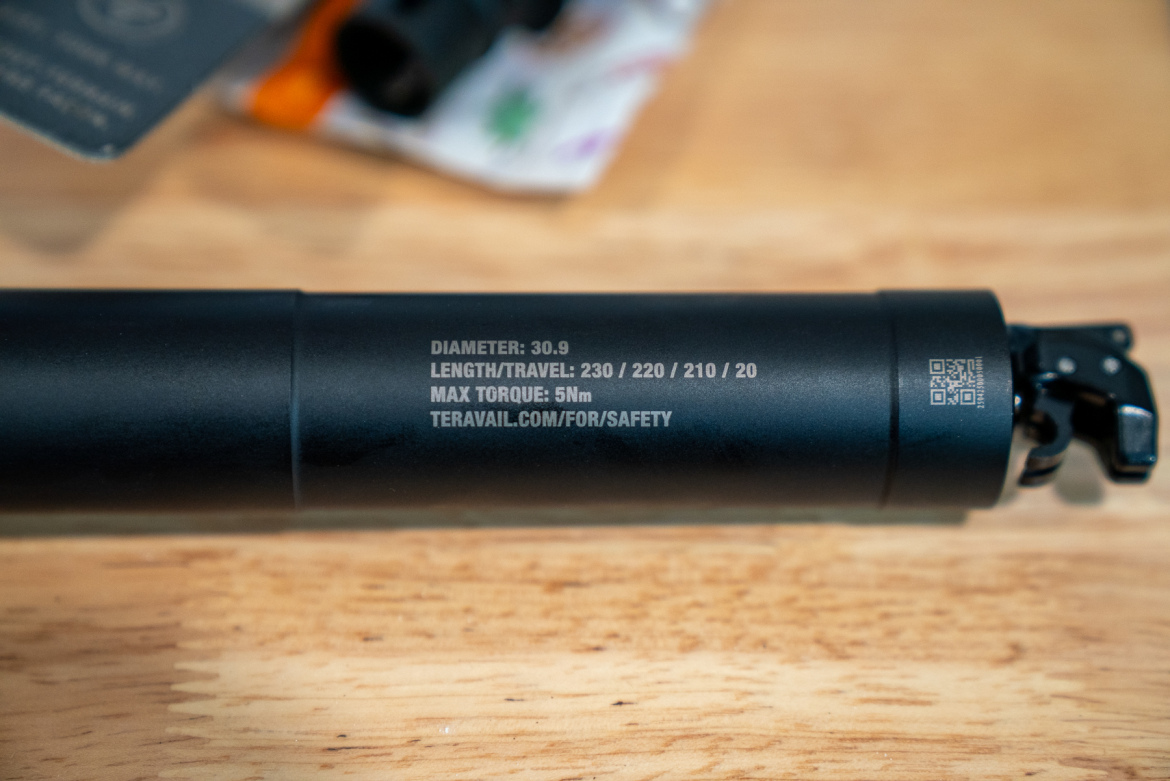 DIAMETER: 30.9
LENGTH/TRAVEL: 230 / 220 / 210 / 20
MAX TORQUE: 5Nm
TERAVAIL.COM/FOR/SAFETY